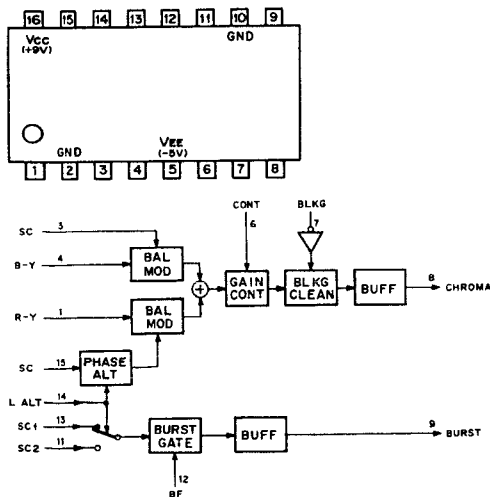 16 15 14 13 12 11 10 9
VCC GND
(+9V)
GND VEE
(-5V)
1 2 3 4 5 6 7 8
CONT BLKG
6 7
SC 3
B-Y 4 BAL MOD
R-Y 1 BAL MOD
+ GAIN CONT BLKG CLEAN BUFF 8 CHROMA
SC 15 PHASE ALT
L ALT 14
SC1 13
SC2 11
BURST GATE BUFF 9 BURST
12
BF